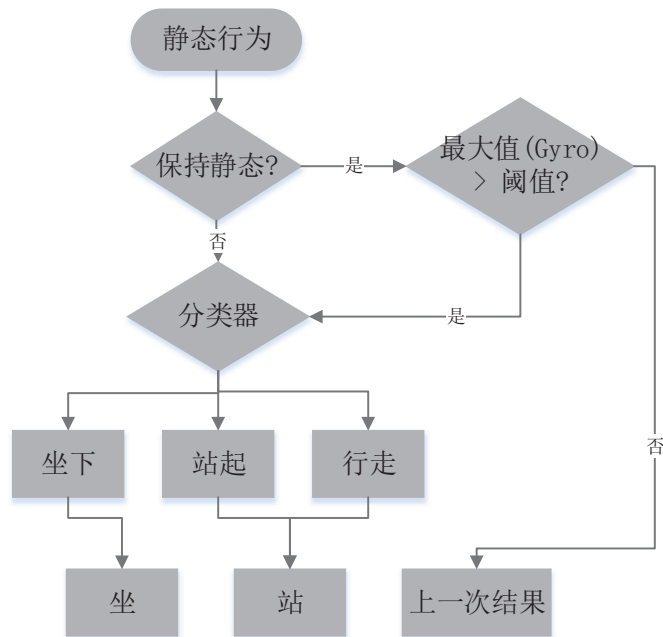 静态行为
保持静态?
是
最大值(Gyro)
> 阈值?
否
分类器
是
坐下
站起
行走
否
坐
站
上一次结果